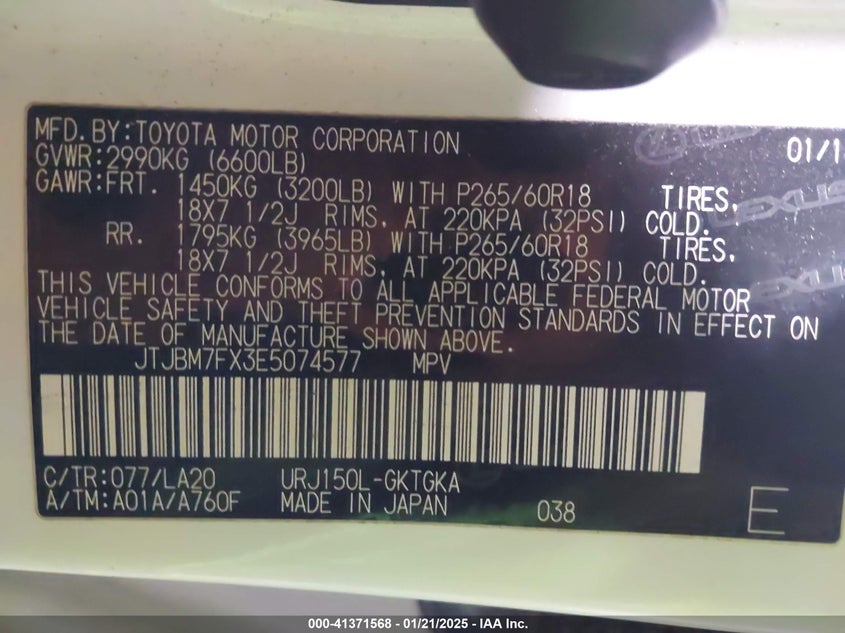 MFD. BY: TOYOTA MOTOR CORPORATION 01/1
GVWR: 2990KG (6600LB)
GAWR: FRT. 1450KG (3200LB) WITH P265/60R18 TIRES,
18X7 1/2J RIMS, AT 220KPA (32PSI) COLD.
RR. 1795KG (3965LB) WITH P265/60R18 TIRES,
18X7 1/2J RIMS, AT 220KPA (32PSI) COLD.
THIS VEHICLE CONFORMS TO ALL APPLICABLE FEDERAL MOTOR
VEHICLE SAFETY AND THEFT PREVENTION STANDARDS IN EFFECT ON
THE DATE OF MANUFACTURE SHOWN ABOVE.
JTJBM7FX3E5074577 MPV
C/TR: 077/LA20 URJ150L-GKTGKA
A/TM: A01A/A760F MADE IN JAPAN 038 E
LEXUS
000-41371568 - 01/21/2025 - IAA Inc.